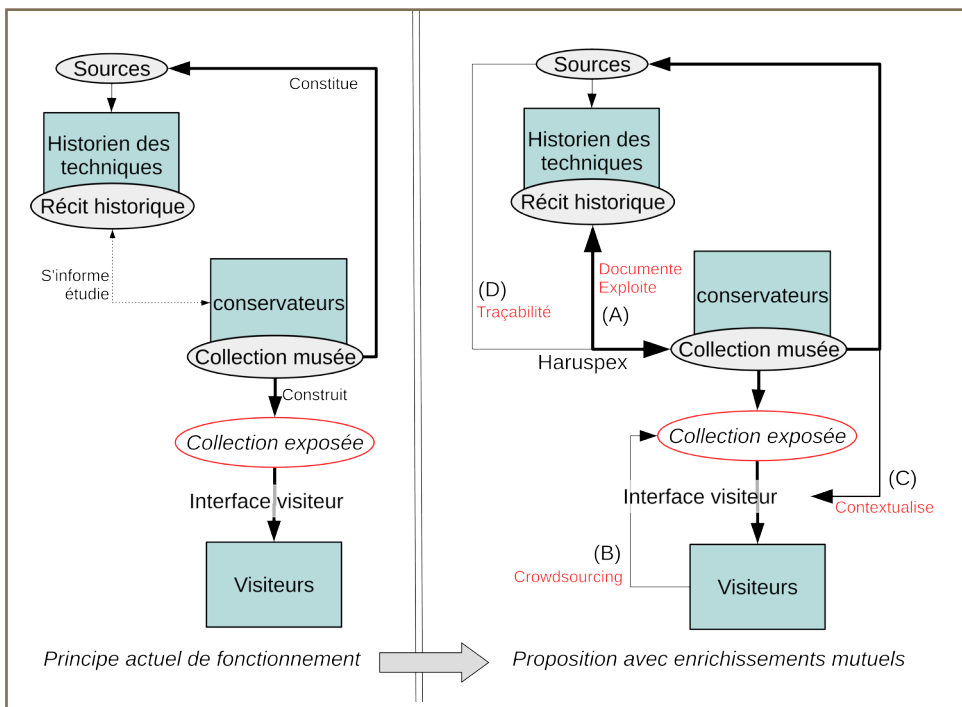 Sources
Constitue
Historien des
techniques
Récit historique
S'informe
étudie
conservateurs
Collection musée
Construit
Collection exposée
Interface visiteur
Visiteurs
Principe actuel de fonctionnement
Sources
Historien des
techniques
Récit historique
Documente
Exploite
(D)
Traçabilité
(A)
conservateurs
Haruspex
Collection musée
Collection exposée
(C)
Interface visiteur
Contextualise
(B)
Crowdsourcing
Visiteurs
Proposition avec enrichissements mutuels